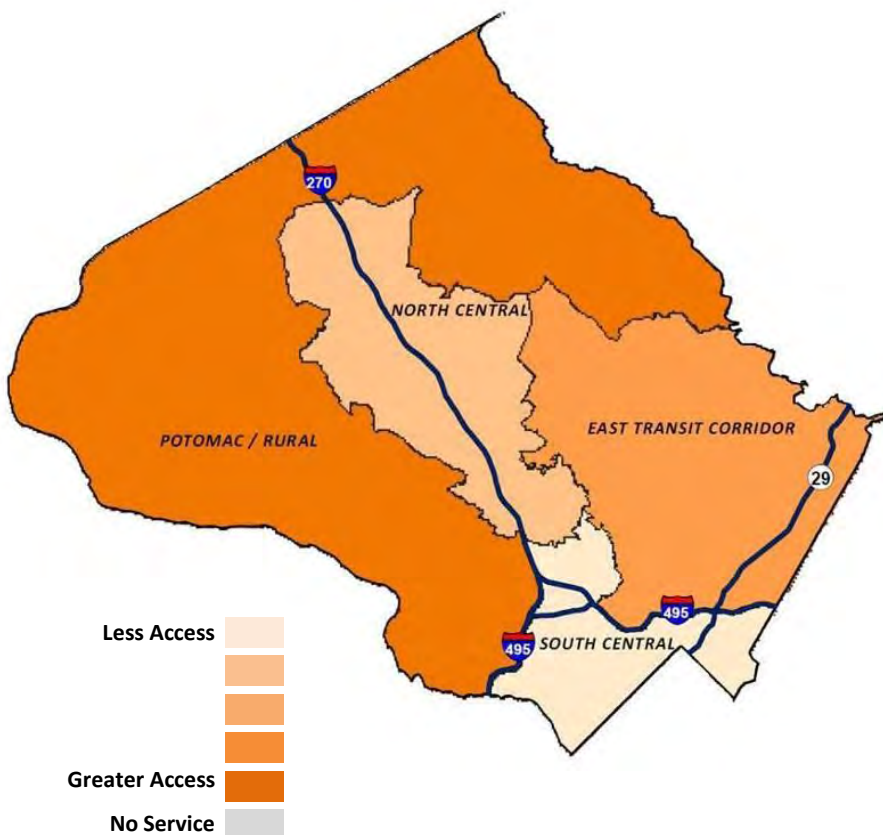 270
NORTH CENTRAL
EAST TRANSIT CORRIDOR
POTOMAC / RURAL
29
495
495
SOUTH CENTRAL
Less Access
Greater Access
No Service